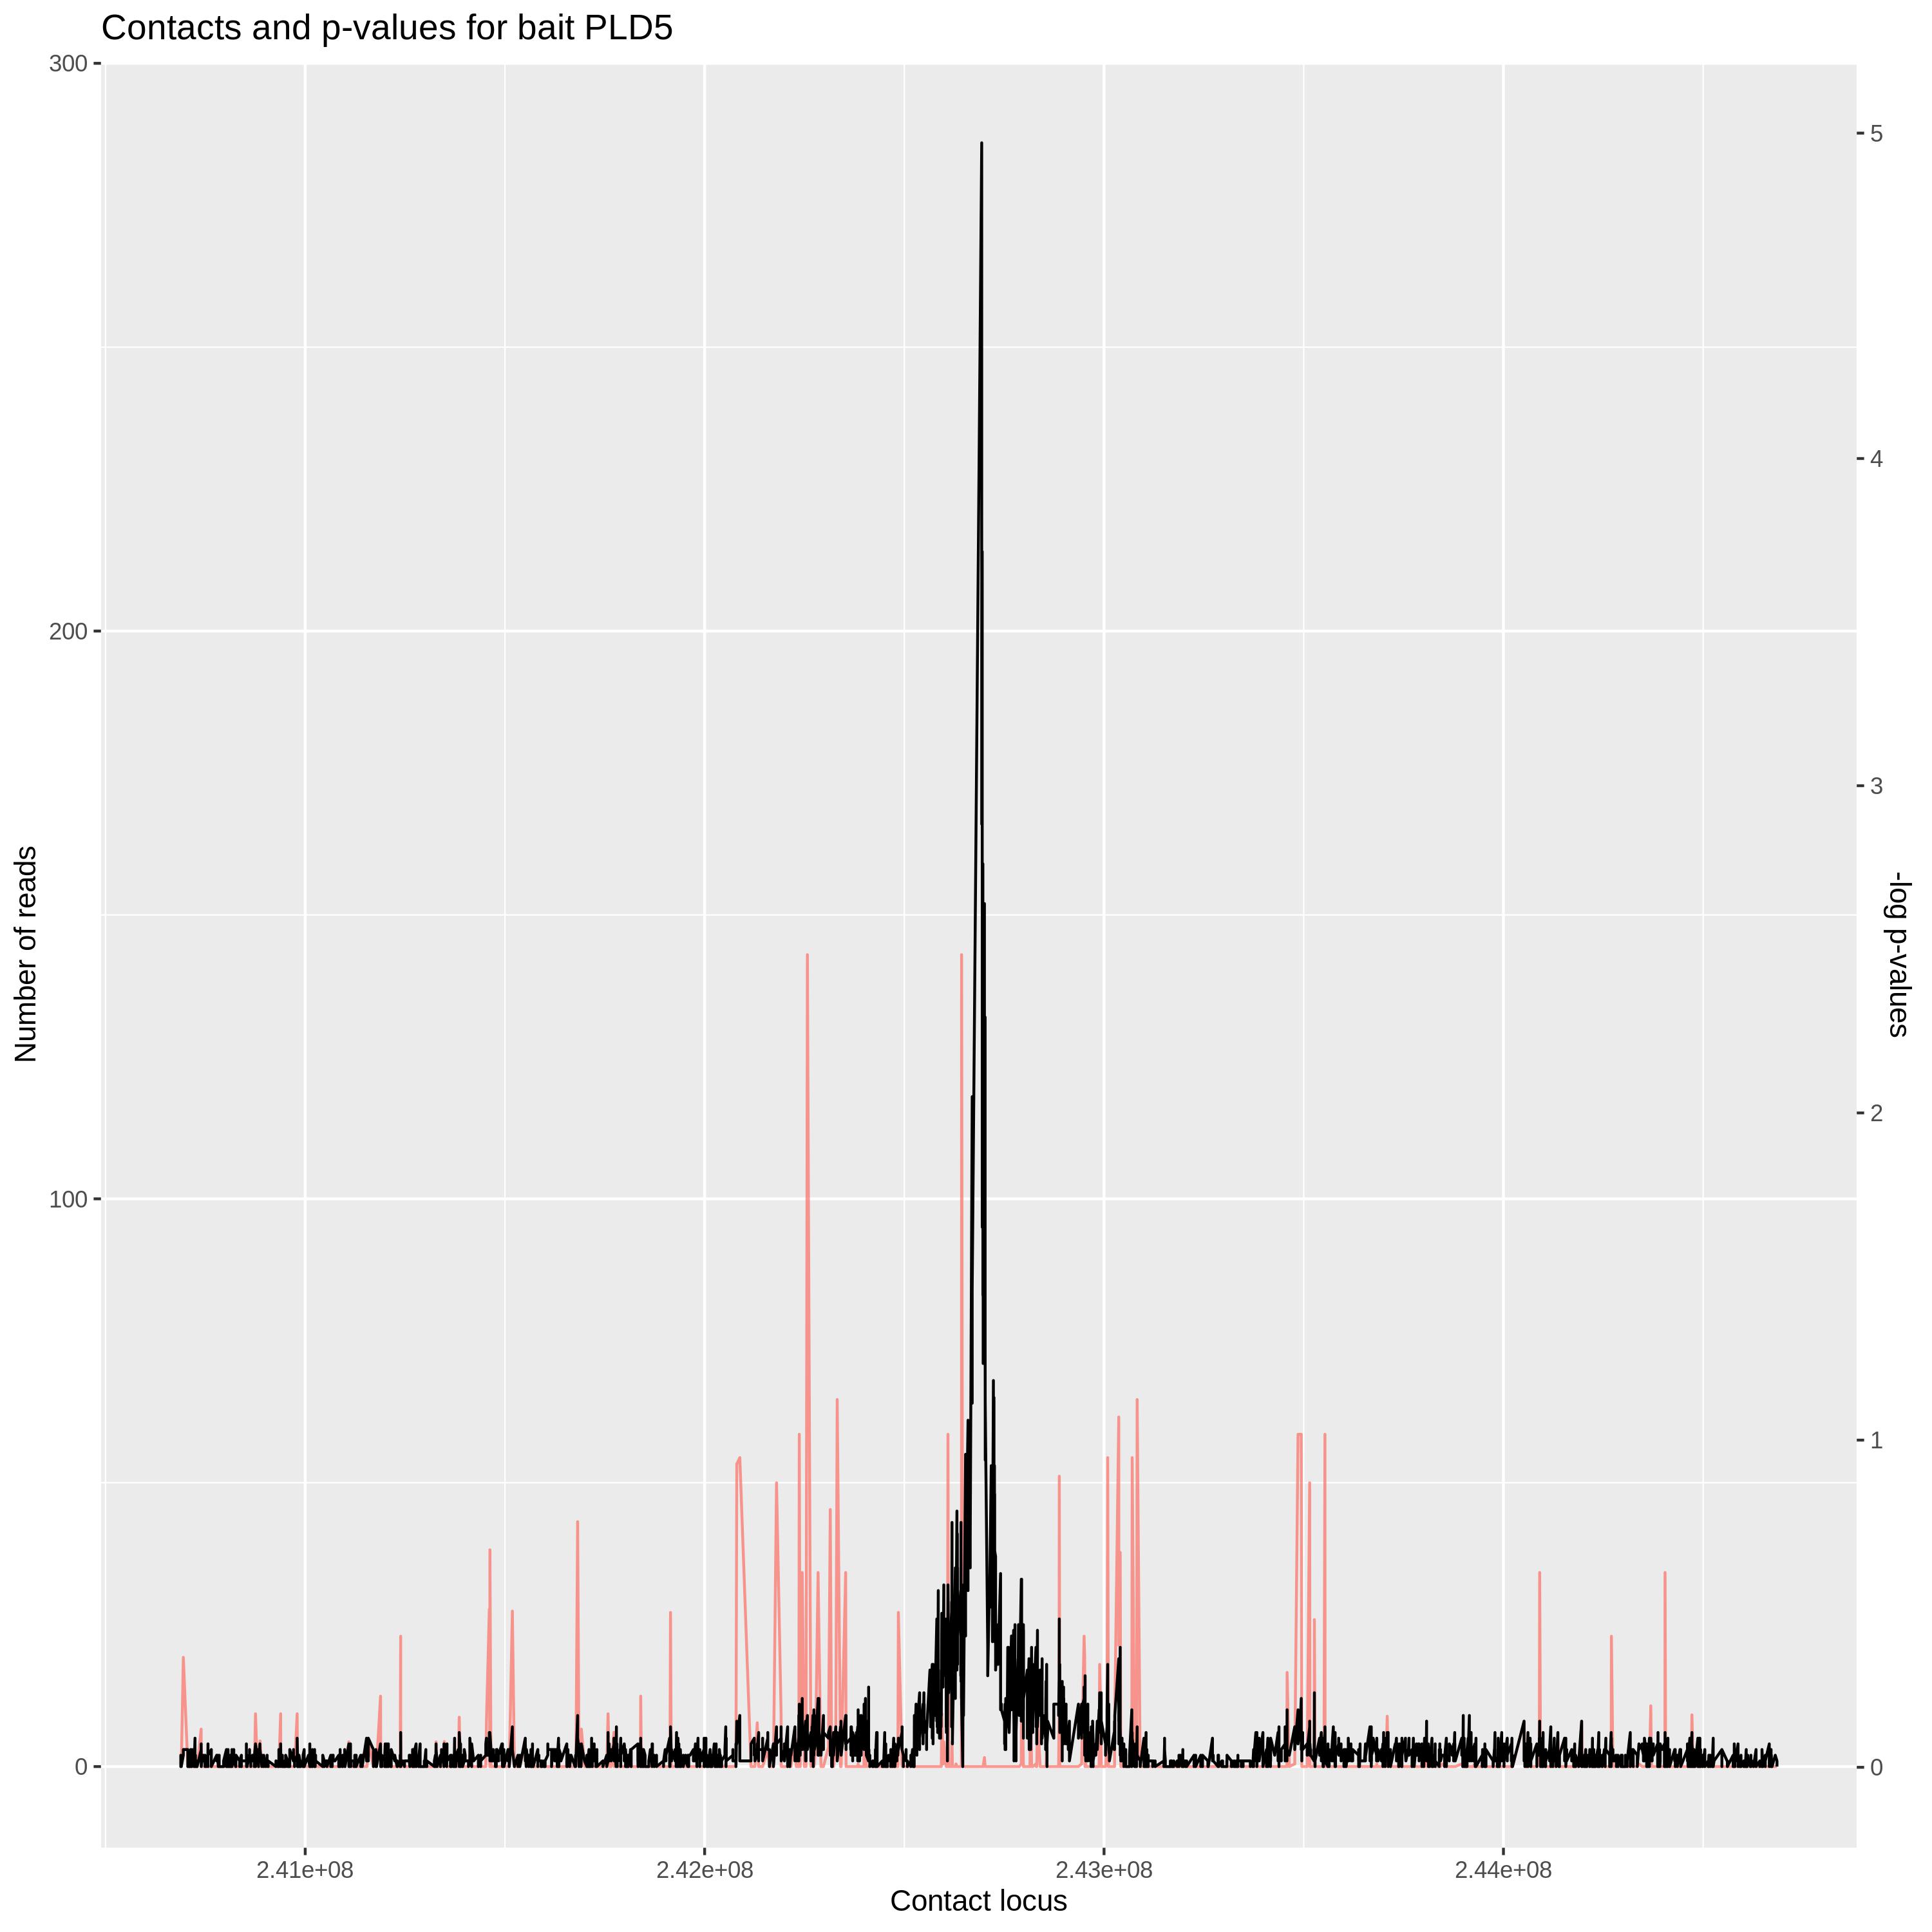 Contacts and p-values for bait PLD5
300
200
100
0
Number of reads
5
4
3
2
1
0
-log p-values
2.41e+08
2.42e+08
2.43e+08
2.44e+08
Contact locus